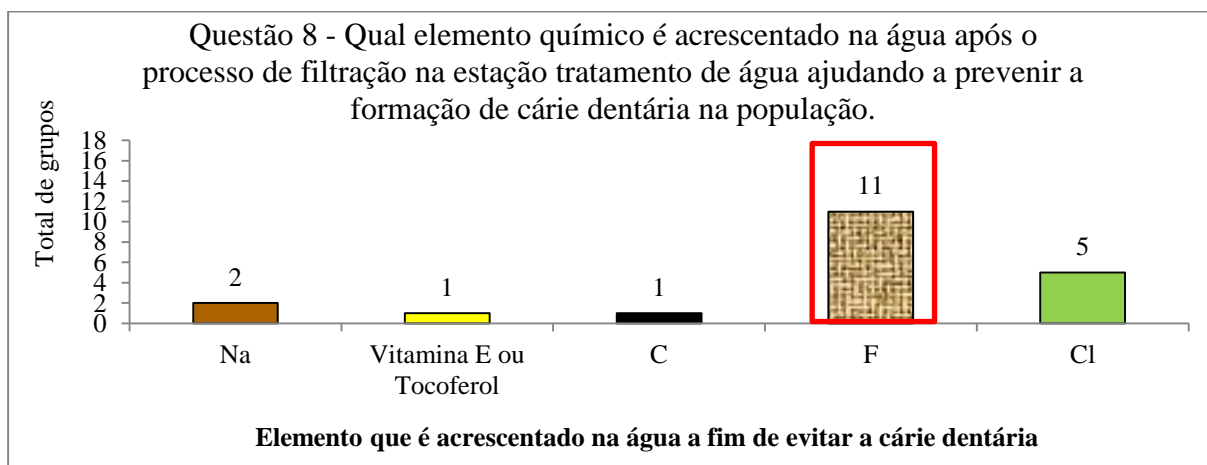 Questão 8 - Qual elemento químico é acrescentado na água após o
processo de filtração na estação tratamento de água ajudando a prevenir a
formação de cárie dentária na população.
Total de grupos
18
16
14
12
10
8
6
4
2
0
2
1
1
11
5
Na
Vitamina E ou
Tocoferol
C
F
Cl
Elemento que é acrescentado na água a fim de evitar a cárie dentária